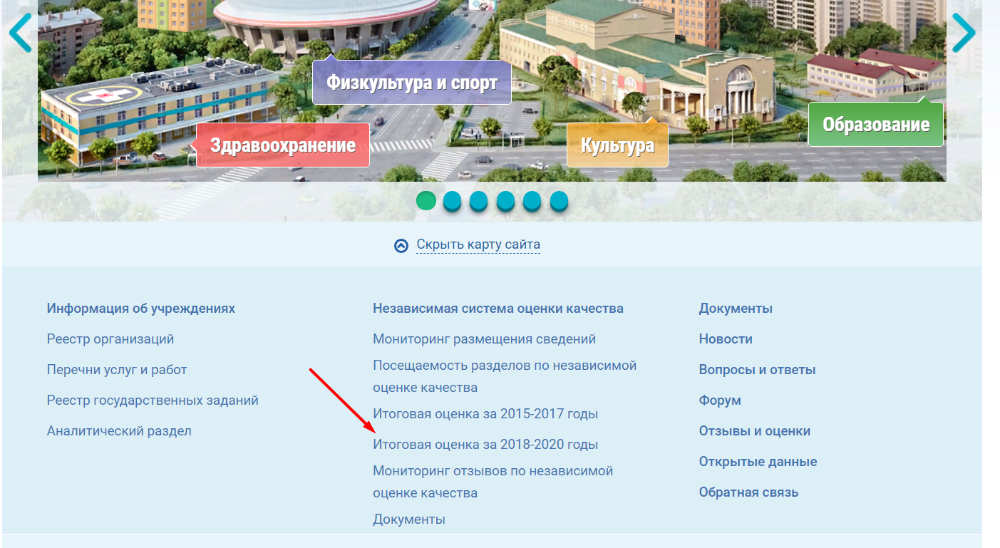 Физкультура и спорт
Здравоохранение
Культура
Образование
Скрыть карту сайта
Информация об учреждениях
Реестр организаций
Перечни услуг и работ
Реестр государственных заданий
Аналитический раздел
Независимая система оценки качества
Мониторинг размещения сведений
Посещаемость разделов по независимой
оценке качества
Итоговая оценка за 2015-2017 годы
Итоговая оценка за 2018-2020 годы
Мониторинг отзывов по независимой
оценке качества
Документы
Документы
Новости
Вопросы и ответы
Форум
Отзывы и оценки
Открытые данные
Обратная связь